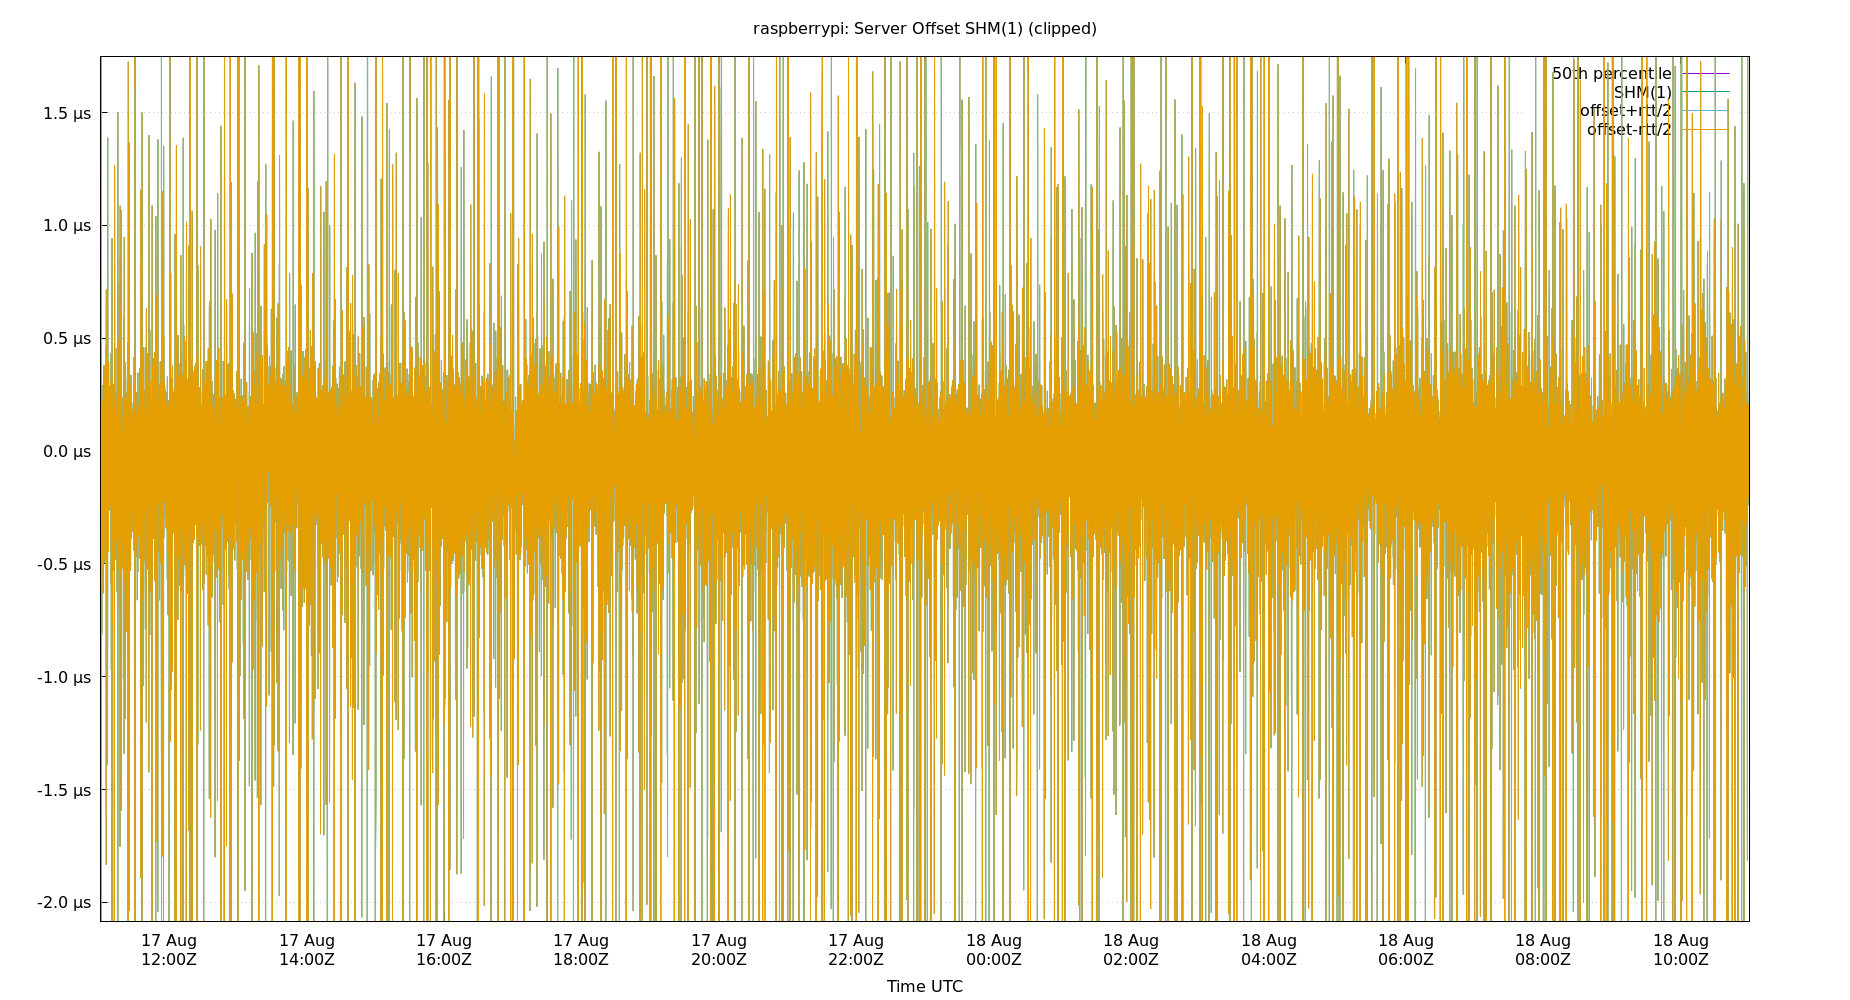 raspberrypi: Server Offset SHM(1) (clipped)
50th percentile
SHM(1)
offset+rtt/2
offset-rtt/2
1.5 µs
1.0 µs
0.5 µs
0.0 µs
-0.5 µs
-1.0 µs
-1.5 µs
-2.0 µs
17 Aug 17 Aug 17 Aug 17 Aug 17 Aug 17 Aug 18 Aug 18 Aug 18 Aug 18 Aug 18 Aug 18 Aug
12:00Z 14:00Z 16:00Z 18:00Z 20:00Z 22:00Z 00:00Z 02:00Z 04:00Z 06:00Z 08:00Z 10:00Z
Time UTC